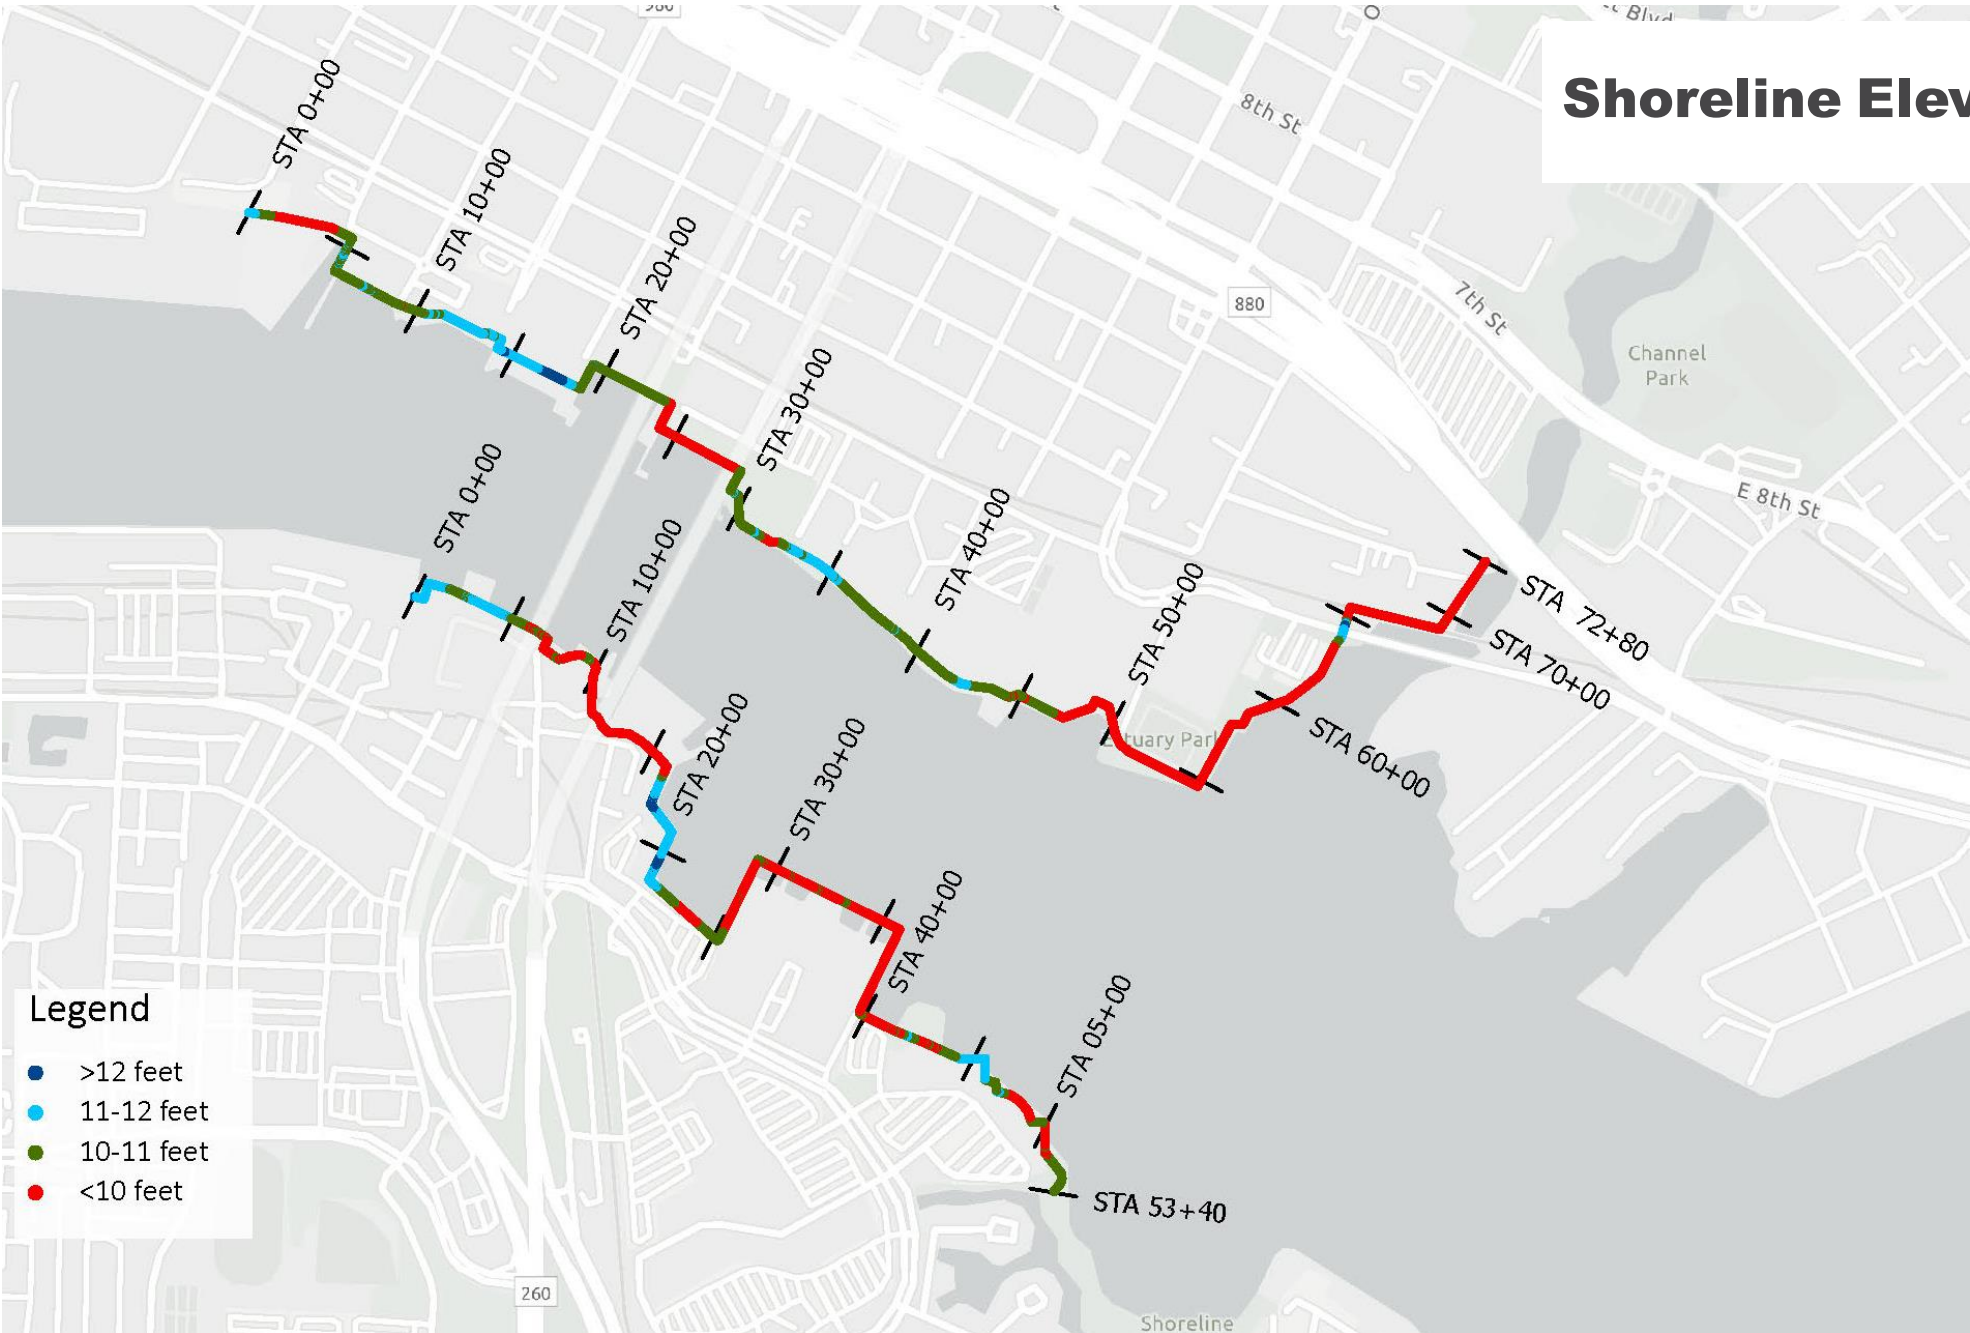 980
Shoreline Elev
8th St
STA 0+00
STA 10+00
STA 20+00
880
7th St
Channel
Park
STA 30+00
E 8th St
STA 0+00
STA 10+00
STA 40+00
STA 50+00
STA 72+80
STA 70+00
Estuary Park
STA 60+00
STA 20+00
STA 30+00
STA 40+00
STA 05+00
STA 53+40
Legend
>12 feet
11-12 feet
10-11 feet
<10 feet
260
Shoreline